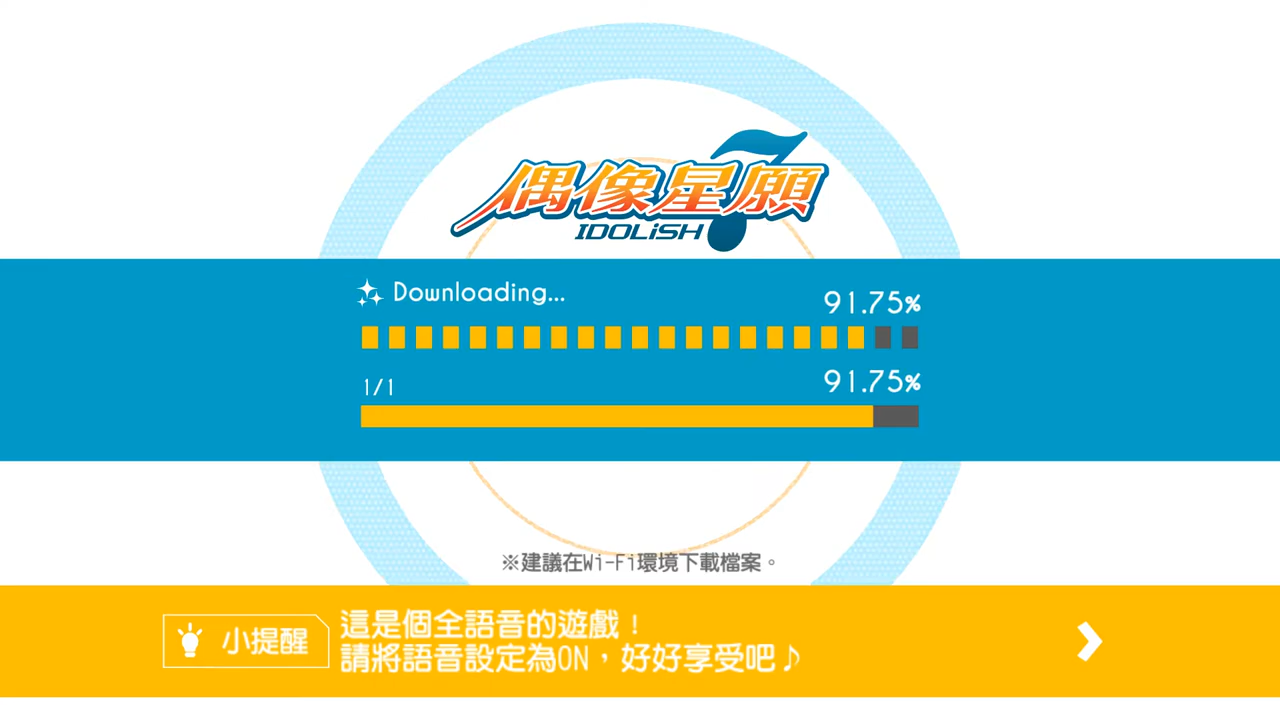 偶像星願
IDOLiSH7
Downloading...
91.75%
1/1
91.75%
※建議在Wi-Fi環境下載檔案。
小提醒
這是個全語音的遊戲！
請將語音設定為ON，好好享受吧♪